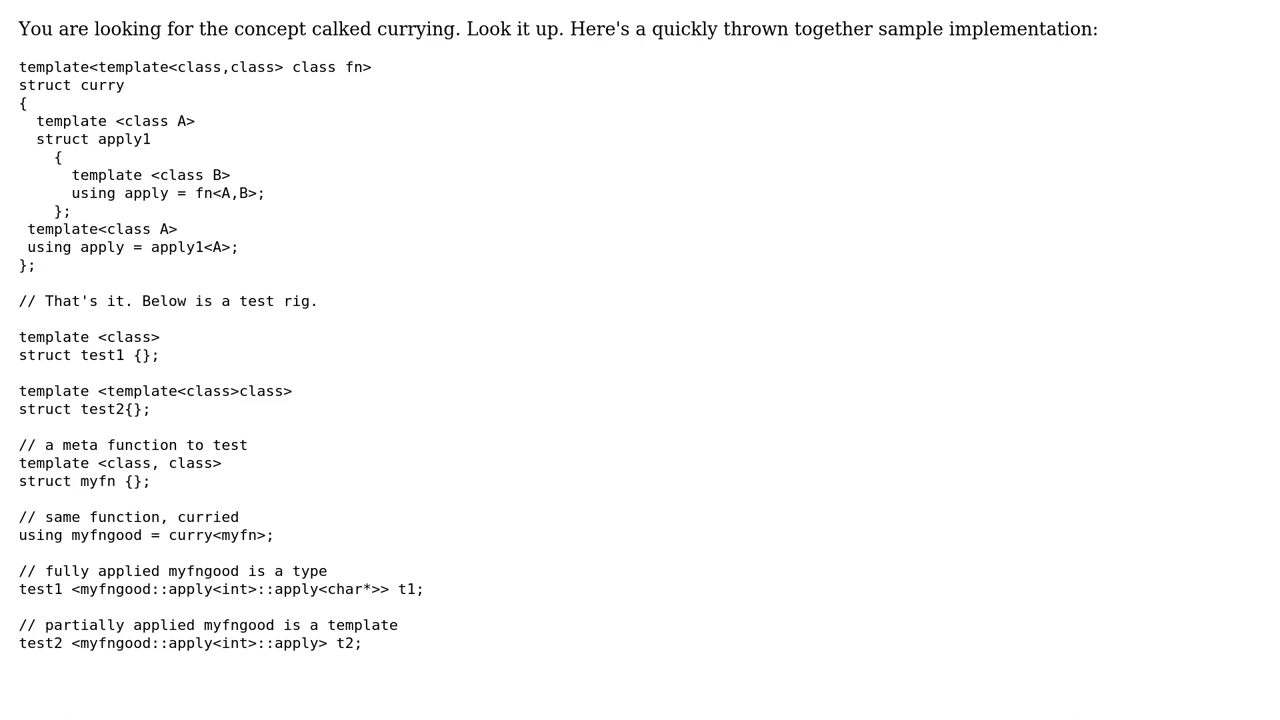 You are looking for the concept calked currying. Look it up. Here's a quickly thrown together sample implementation:
template<template<class,class> class fn>
struct curry
{
  template <class A>
  struct apply1
    {
      template <class B>
      using apply = fn<A,B>;
    };
 template<class A>
 using apply = apply1<A>;
};
// That's it. Below is a test rig.
template <class>
struct test1 {};
template <template<class>class>
struct test2{};
// a meta function to test
template <class, class>
struct myfn {};
// same function, curried
using myfngood = curry<myfn>;
// fully applied myfngood is a type
test1 <myfngood::apply<int>::apply<char*>> t1;
// partially applied myfngood is a template
test2 <myfngood::apply<int>::apply> t2;